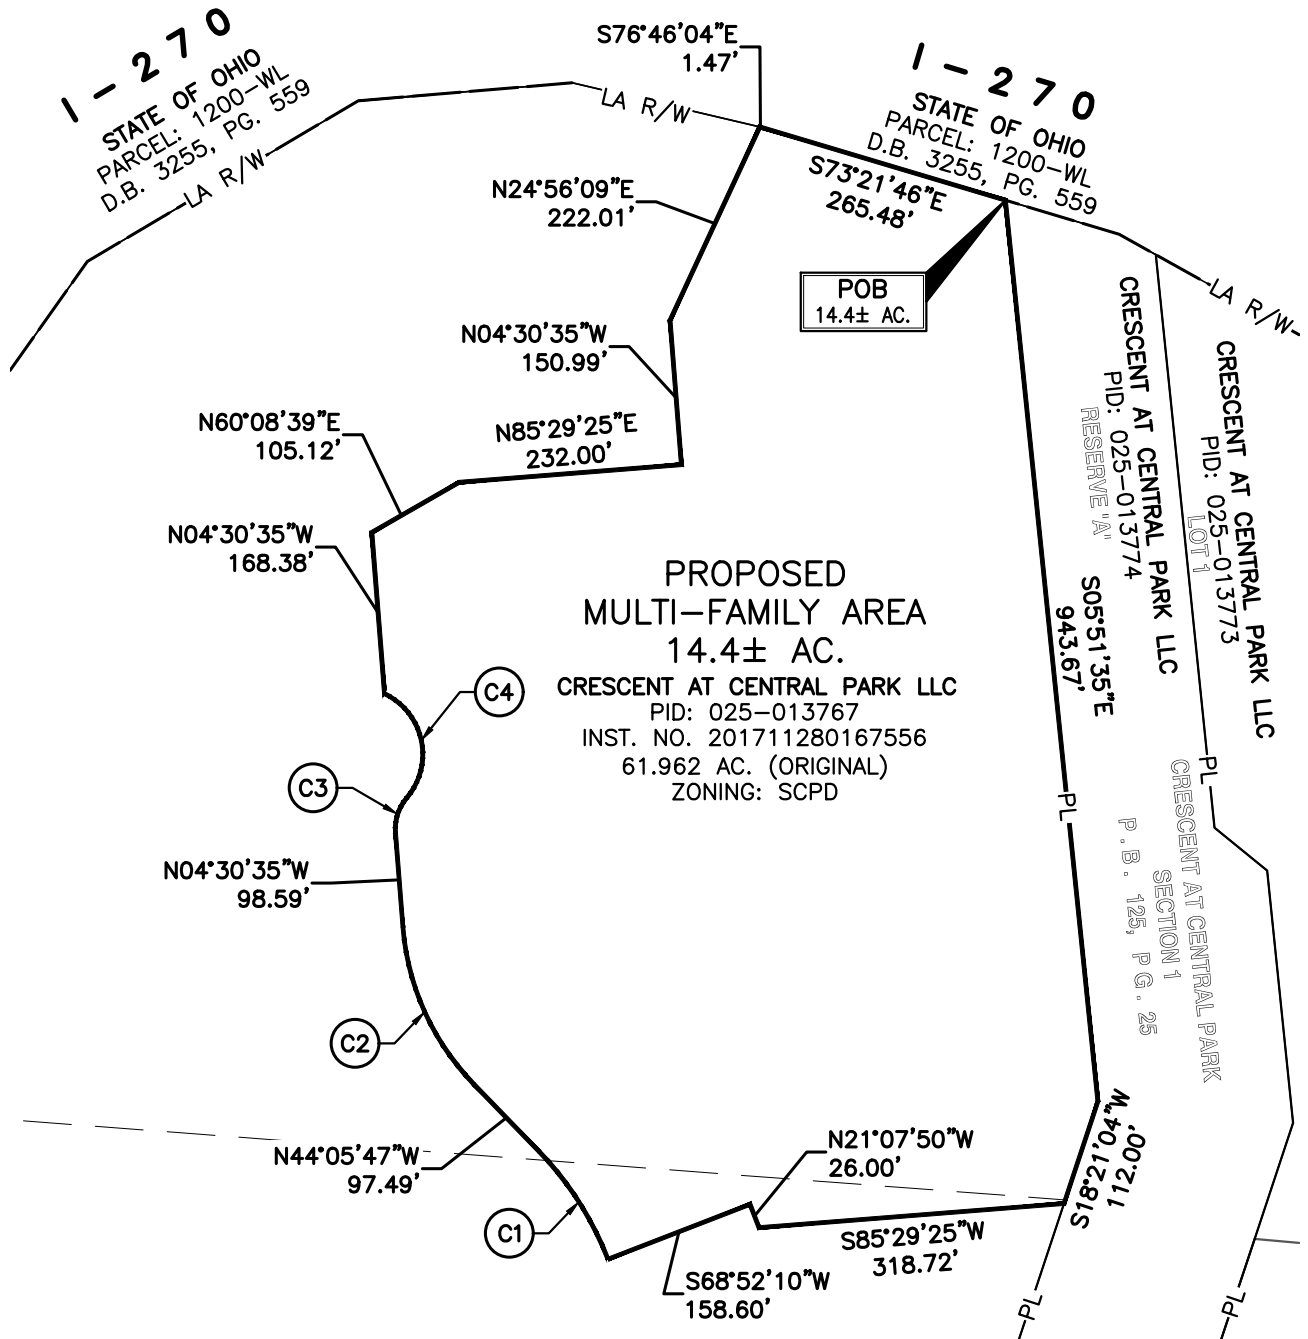 I-270
STATE OF OHIO
PARCEL: 1200-WL
D.B. 3255, PG. 559
LA R/W
S76°46'04"E
1.47'
LA R/W
I-270
STATE OF OHIO
PARCEL: 1200-WL
D.B. 3255, PG. 559
S73°21'46"E
265.48'
N24°56'09"E
222.01'
POB
14.4± AC.
LA R/W
N04°30'35"W
150.99'
N60°08'39"E
105.12'
N85°29'25"E
232.00'
N04°30'35"W
168.38'
CRESCENT AT CENTRAL PARK LLC
PID: 025-013773
LOT 1
CRESCENT AT CENTRAL PARK LLC
PID: 025-013774
RESERVE "A"
PROPOSED
MULTI-FAMILY AREA
14.4± AC.
CRESCENT AT CENTRAL PARK LLC
PID: 025-013767
INST. NO. 201711280167556
61.962 AC. (ORIGINAL)
ZONING: SCPD
S05°51'35"E
943.67'
C4
C3
PL
PL
CRESCENT AT CENTRAL PARK
SECTION 1
P.B. 125, PG. 25
N04°30'35"W
98.59'
C2
N44°05'47"W
97.49'
N21°07'50"W
26.00'
S18°21'04"W
112.00'
C1
S85°29'25"W
318.72'
S68°52'10"W
158.60'
PL
PL